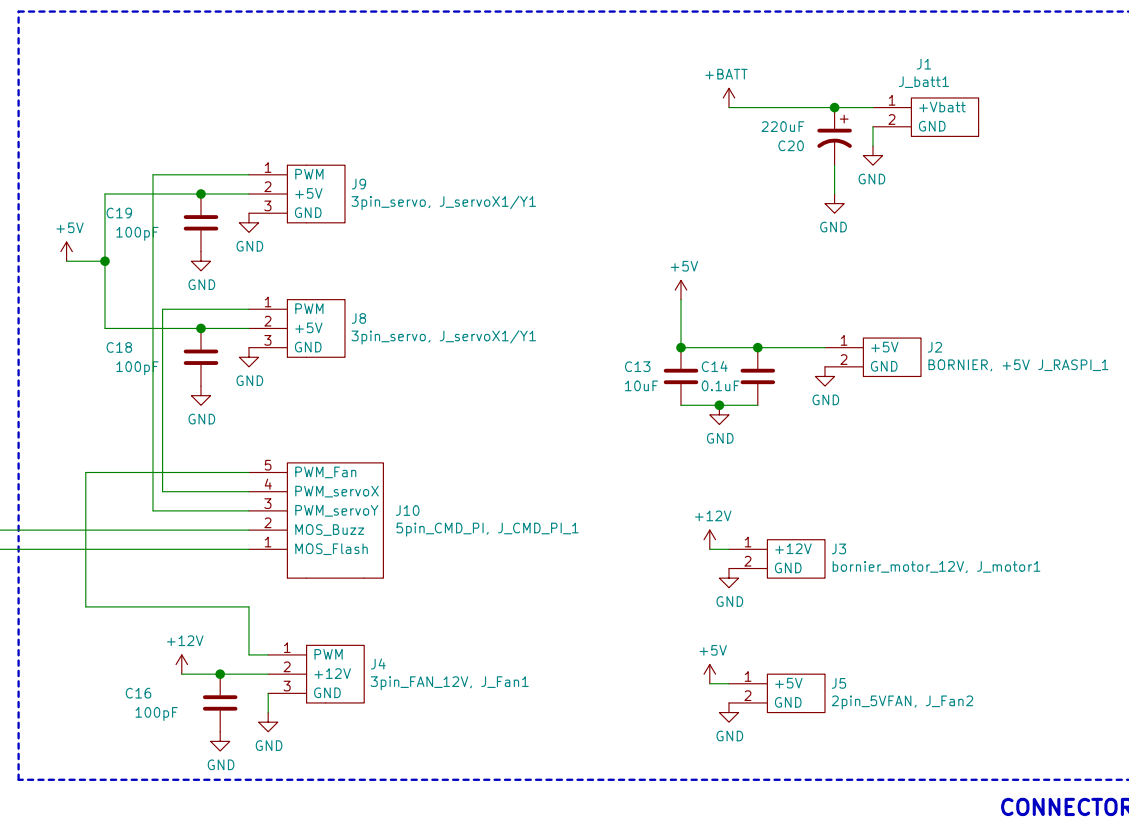 J1
J_batt1
+BATT
1 +Vbatt
2 GND
220uF
C20
GND
GND
1 PWM
2 +5V
3 GND
J9
3pin_servo, J_servoX1/Y1
C19
100pF
+5V
GND
GND
1 PWM
2 +5V
3 GND
J8
3pin_servo, J_servoX1/Y1
C18
100pF
GND
GND
+5V
1 +5V
2 GND
J2
BORNIER, +5V J_RASPI_1
C13
10uF
C14
0.1uF
GND
GND
5 PWM_Fan
4 PWM_servoX
3 PWM_servoY
2 MOS_Buzz
1 MOS_Flash
J10
5pin_CMD_PI, J_CMD_PI_1
+12V
1 +12V
2 GND
J3
bornier_motor_12V, J_motor1
GND
+12V
1 PWM
2 +12V
3 GND
J4
3pin_FAN_12V, J_Fan1
C16
100pF
GND
GND
+5V
1 +5V
2 GND
J5
2pin_5VFAN, J_Fan2
GND
CONNECTOR